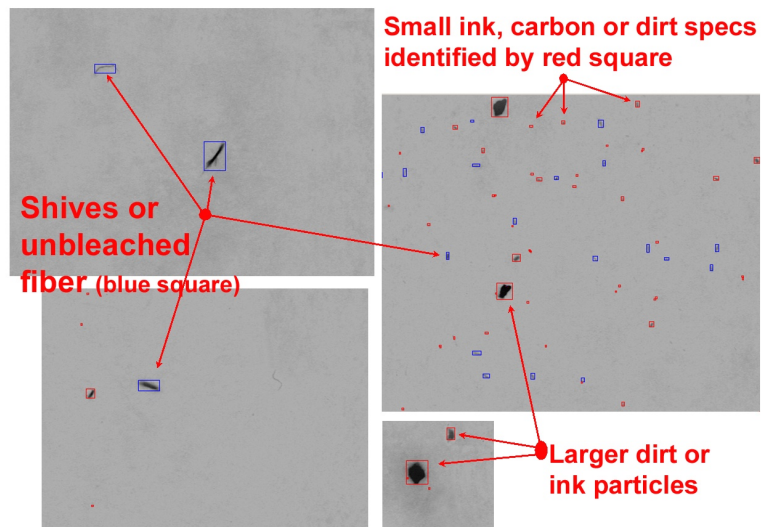 Small ink, carbon or dirt specs
identified by red square
Shives or
unbleached
fiber (blue square)
Larger dirt or
ink particles